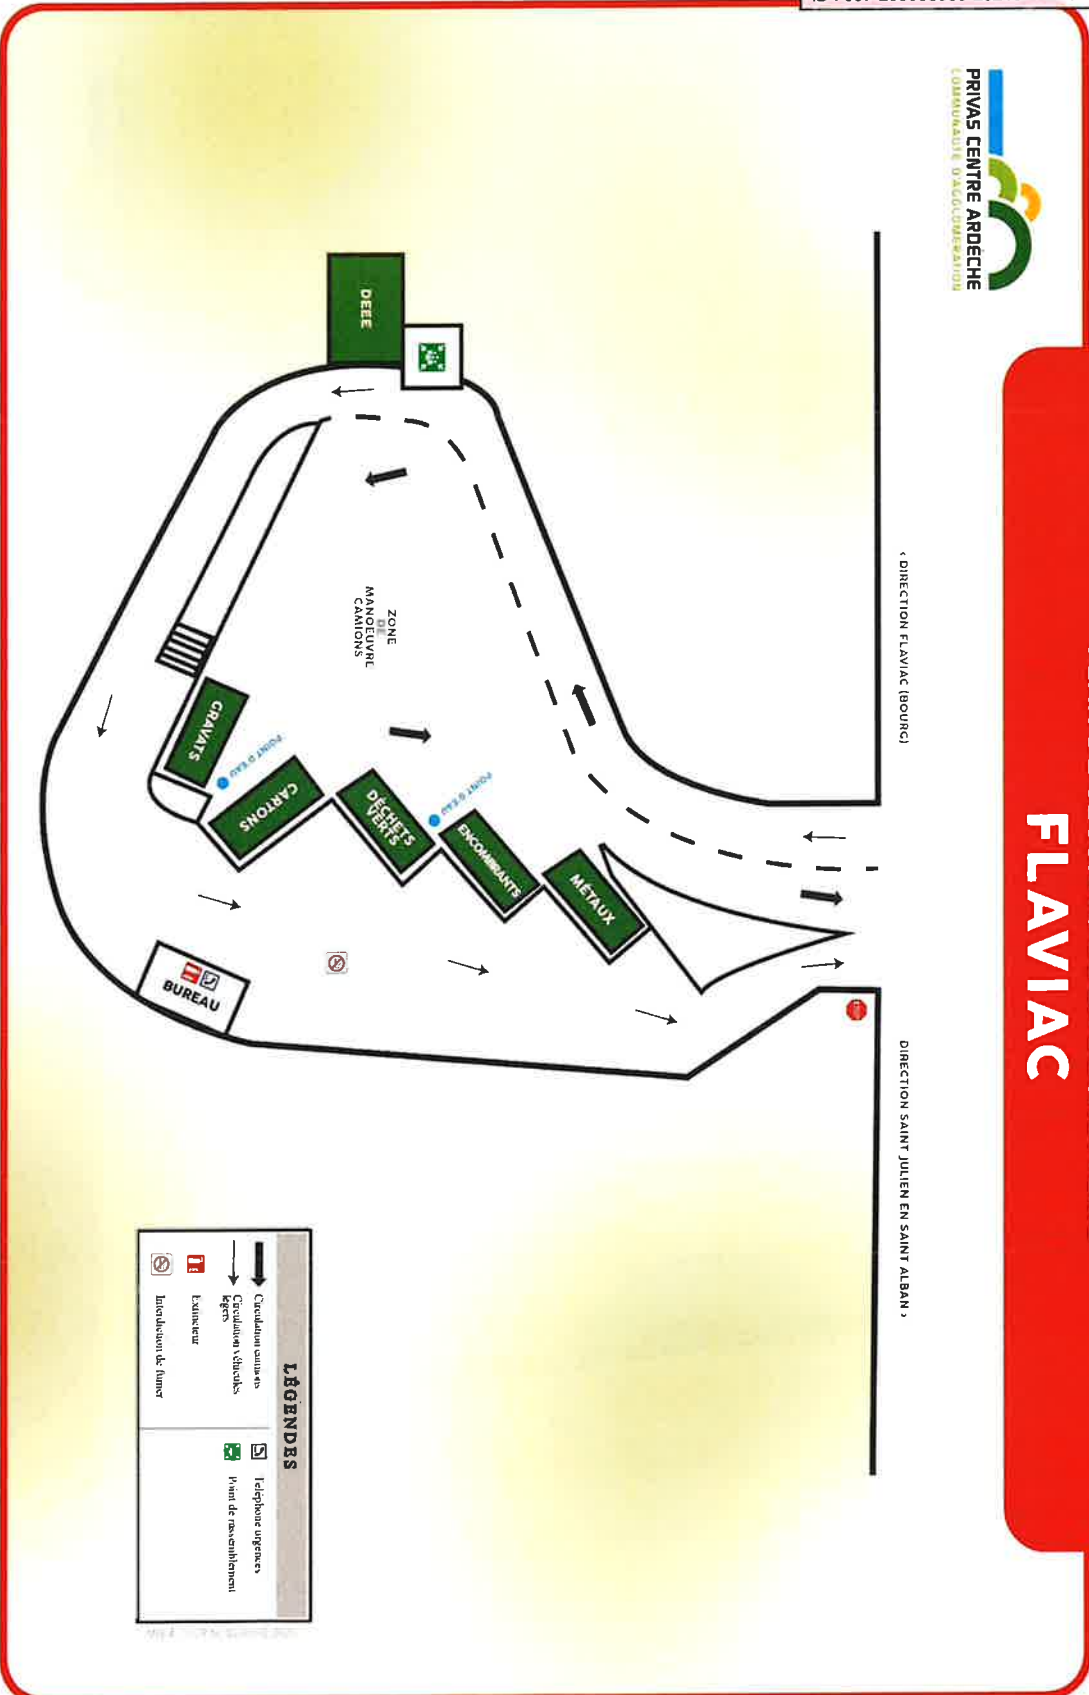 FLAVIAC
PRIVAS CENTRE ARDÈCHE
COMMUNAUTÉ D'AGGLOMÉRATION
‹ DIRECTION FLAVIAC (BOURG)
DIRECTION SAINT JULIEN EN SAINT ALBAN ›
DEEE
ZONE
DE
MANOEUVRE
CAMIONS
MÉTAUX
ENCOMBRANTS
POINT D'EAU
DÉCHETS
VERTS
CARTONS
POINT D'EAU
GRAVATS
BUREAU
LÉGENDES
Circulation camions
Circulation véhicules
légers
Extincteur
Interdiction de fumer
Téléphone urgences
Point de rassemblement